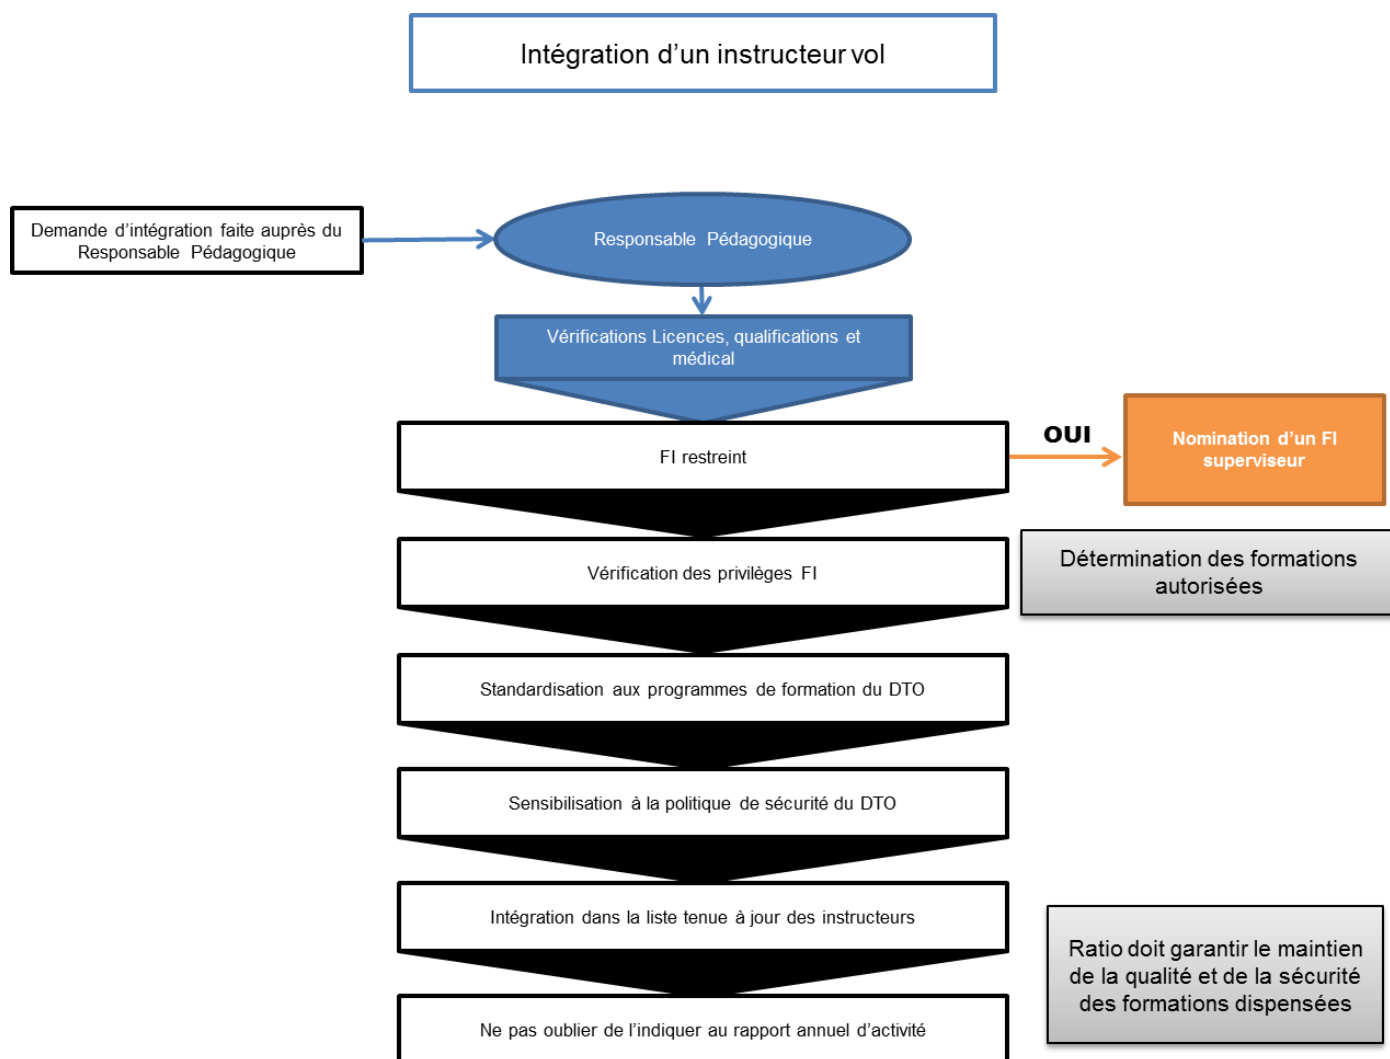 Intégration d'un instructeur vol
Demande d'intégration faite auprès du
Responsable Pédagogique
Responsable Pédagogique
Vérifications Licences, qualifications et
médical
FI restreint
OUI
Nomination d'un FI
superviseur
Vérification des privilèges FI
Détermination des formations
autorisées
Standardisation aux programmes de formation du DTO
Sensibilisation à la politique de sécurité du DTO
Intégration dans la liste tenue à jour des instructeurs
Ratio doit garantir le maintien
de la qualité et de la sécurité
des formations dispensées
Ne pas oublier de l'indiquer au rapport annuel d'activité